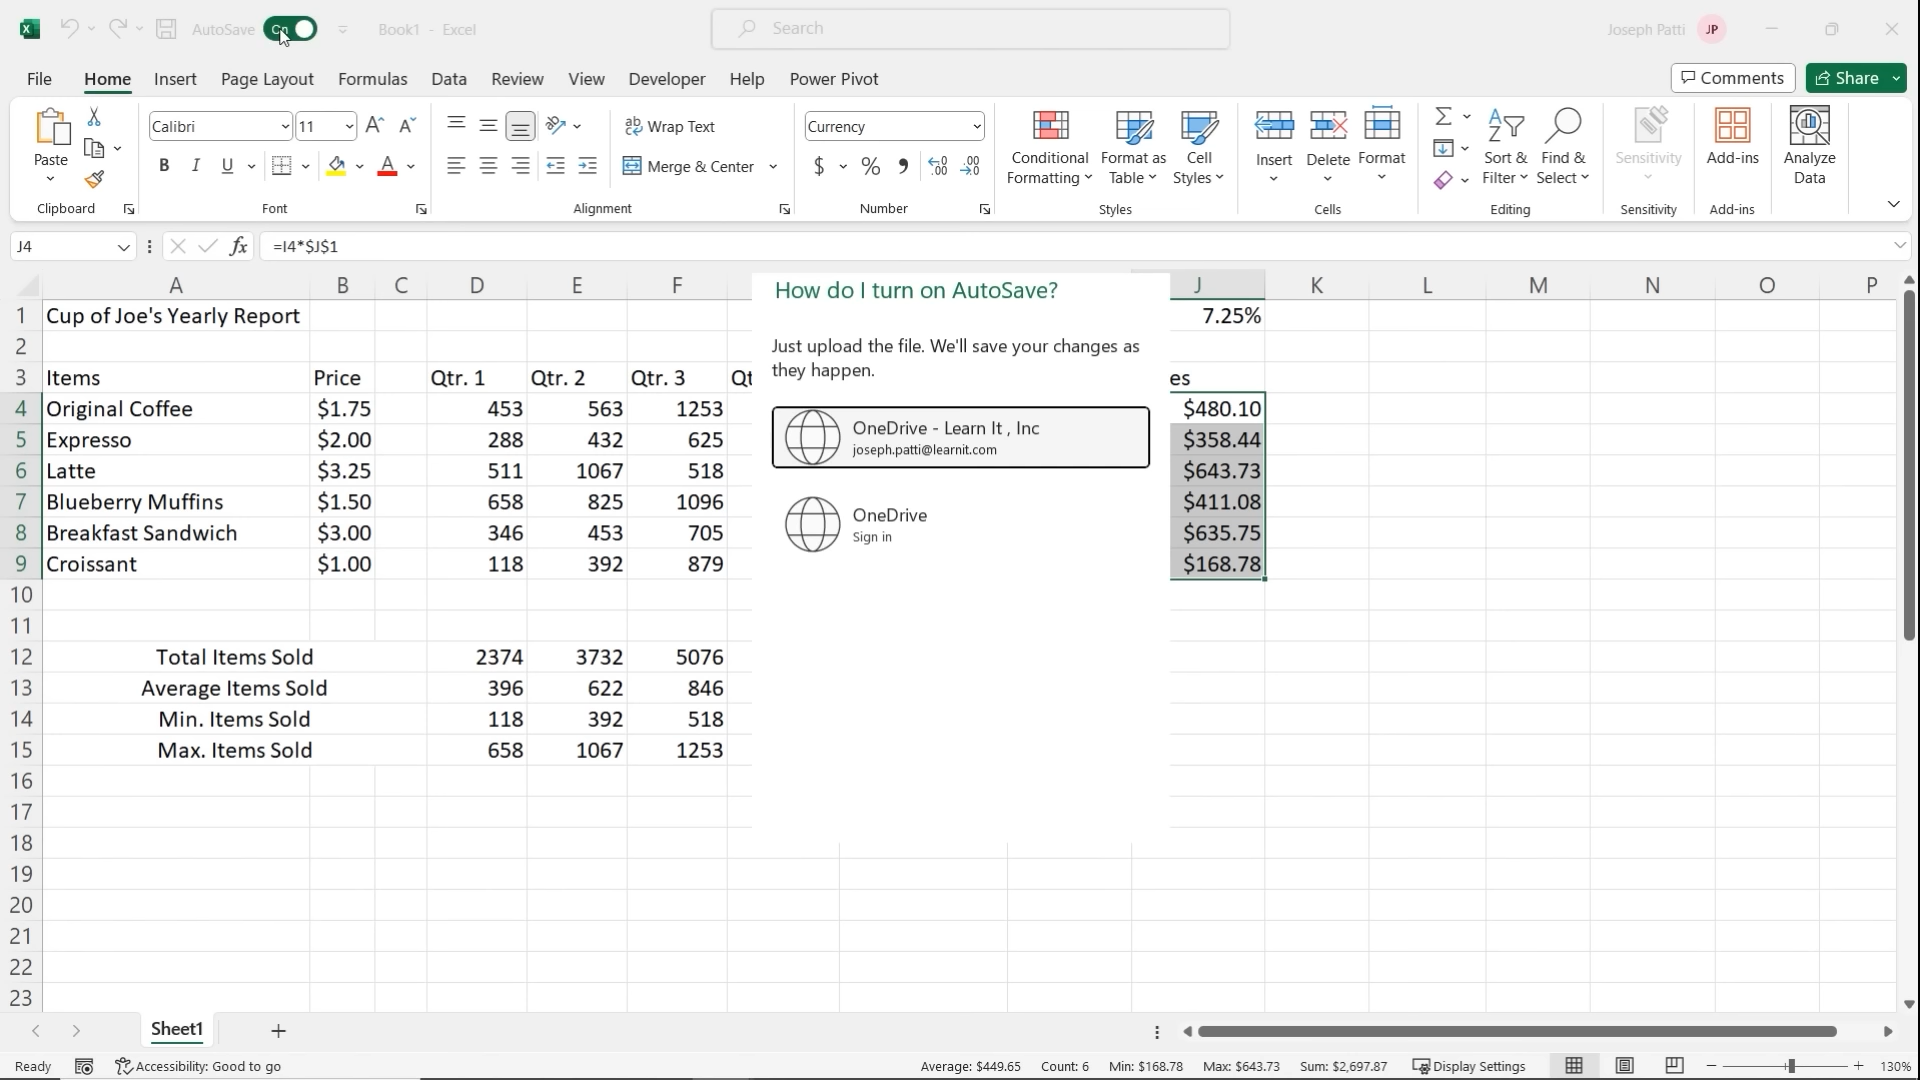 AutoSave On Book1 - Excel Search Joseph Patti JP
File Home Insert Page Layout Formulas Data Review View Developer Help Power Pivot Comments Share
Paste Calibri 11 Wrap Text Currency Conditional Formatting Format as Table Cell Styles Insert Delete Format Sort & Filter Find & Select Sensitivity Add-ins Analyze Data
B I U A Merge & Center $ %
Clipboard Font Alignment Number Styles Cells Editing Sensitivity Add-ins
J4 fx =I4*$J$1
A B C D E F J K L M N O P
1 Cup of Joe's Yearly Report 7.25%
2
3 Items Price Qtr. 1 Qtr. 2 Qtr. 3
4 Original Coffee $1.75 453 563 1253 $480.10
5 Expresso $2.00 288 432 625 $358.44
6 Latte $3.25 511 1067 518 $643.73
7 Blueberry Muffins $1.50 658 825 1096 $411.08
8 Breakfast Sandwich $3.00 346 453 705 $635.75
9 Croissant $1.00 118 392 879 $168.78
10
11
12 Total Items Sold 2374 3732 5076
13 Average Items Sold 396 622 846
14 Min. Items Sold 118 392 518
15 Max. Items Sold 658 1067 1253
16
17
18
19
20
21
22
23
How do I turn on AutoSave?
Just upload the file. We'll save your changes as
they happen.
OneDrive - Learn It , Inc
joseph.patti@learnit.com
OneDrive
Sign in
Sheet1
Ready Accessibility: Good to go Average: $449.65 Count: 6 Min: $168.78 Max: $643.73 Sum: $2,697.87 Display Settings 130%